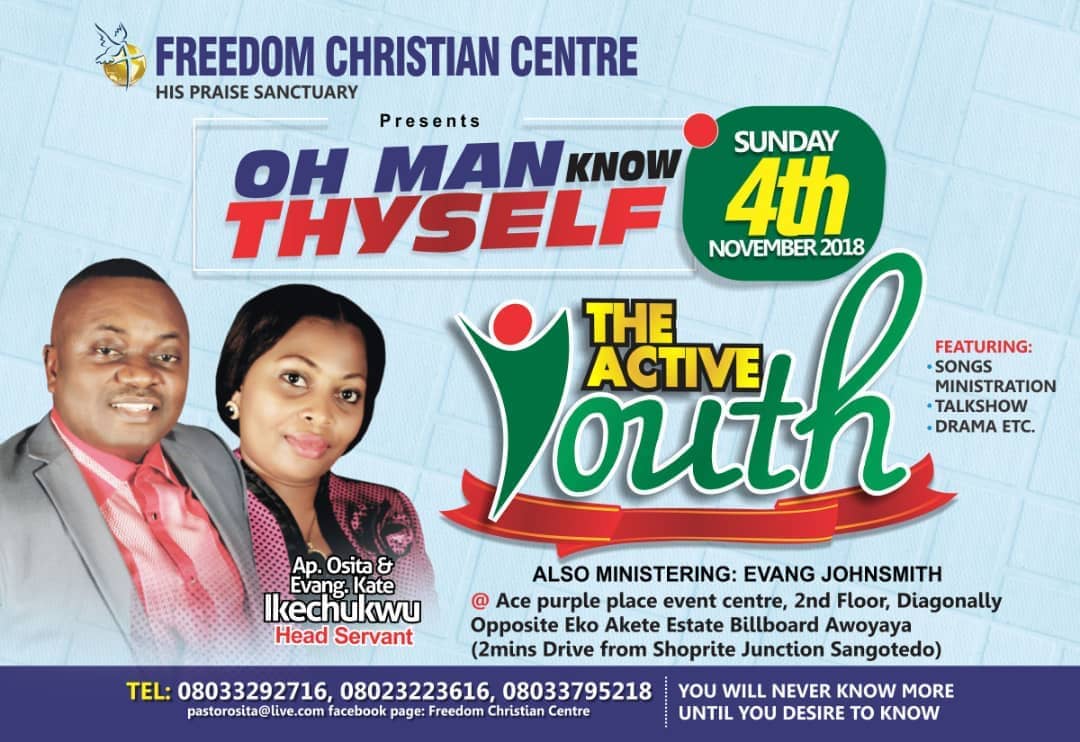 FREEDOM CHRISTIAN CENTRE
HIS PRAISE SANCTUARY
Presents
OH MAN KNOW
THYSELF
SUNDAY
4th
NOVEMBER 2018
THE
ACTIVE
Youth
FEATURING:
• SONGS
MINISTRATION
• TALKSHOW
• DRAMA ETC.
Ap. Osita &
Evang. Kate
Ikechukwu
Head Servant
ALSO MINISTERING: EVANG JOHNSMITH
@ Ace purple place event centre, 2nd Floor, Diagonally
Opposite Eko Akete Estate Billboard Awoyaya
(2mins Drive from Shoprite Junction Sangotedo)
TEL: 08033292716, 08023223616, 08033795218
pastorosita@live.com facebook page: Freedom Christian Centre
YOU WILL NEVER KNOW MORE
UNTIL YOU DESIRE TO KNOW